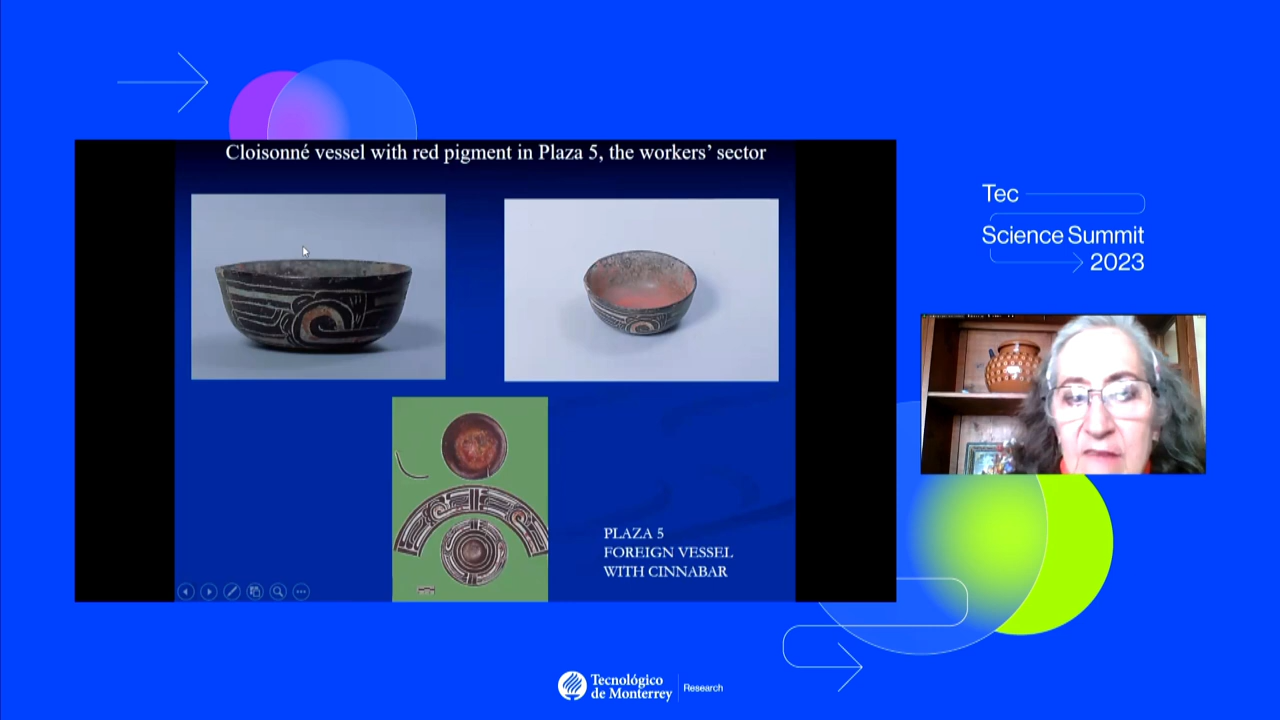 Cloisonné vessel with red pigment in Plaza 5, the workers’ sector
PLAZA 5
FOREIGN VESSEL
WITH CINNABAR
Tec
Science Summit
2023
Tecnológico
de Monterrey
Research